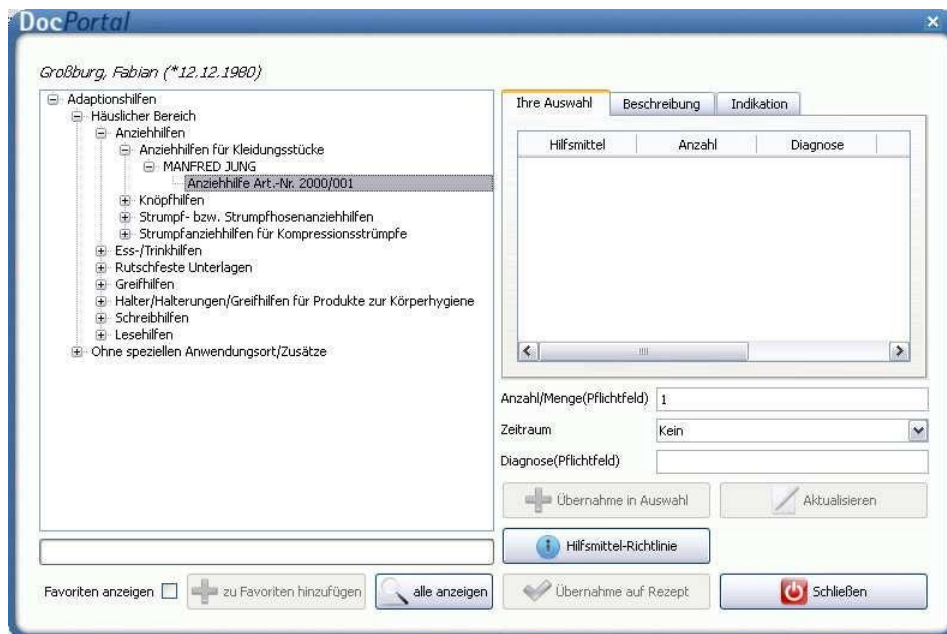 DocPortal
Großburg, Fabian (*12.12.1980)
Adaptionshilfen
Häuslicher Bereich
Anziehhilfen
Anziehhilfen für Kleidungsstücke
MANFRED JUNG
Anziehhilfe Art.-Nr. 2000/001
Knöpfhilfen
Strumpf- bzw. Strumpfhosenanziehhilfen
Strumpfanziehhilfen für Kompressionsstrümpfe
Ess-/Trinkhilfen
Rutschfeste Unterlagen
Greifhilfen
Halter/Halterungen/Greifhilfen für Produkte zur Körperhygiene
Schreibhilfen
Lesehilfen
Ohne speziellen Anwendungsort/Zusätze
Favoriten anzeigen
zu Favoriten hinzufügen
alle anzeigen
Ihre Auswahl Beschreibung Indikation
Hilfsmittel Anzahl Diagnose
Anzahl/Menge(Pflichtfeld) 1
Zeitraum Kein
Diagnose(Pflichtfeld)
Übernahme in Auswahl Aktualisieren
Hilfsmittel-Richtlinie
Übernahme auf Rezept Schließen